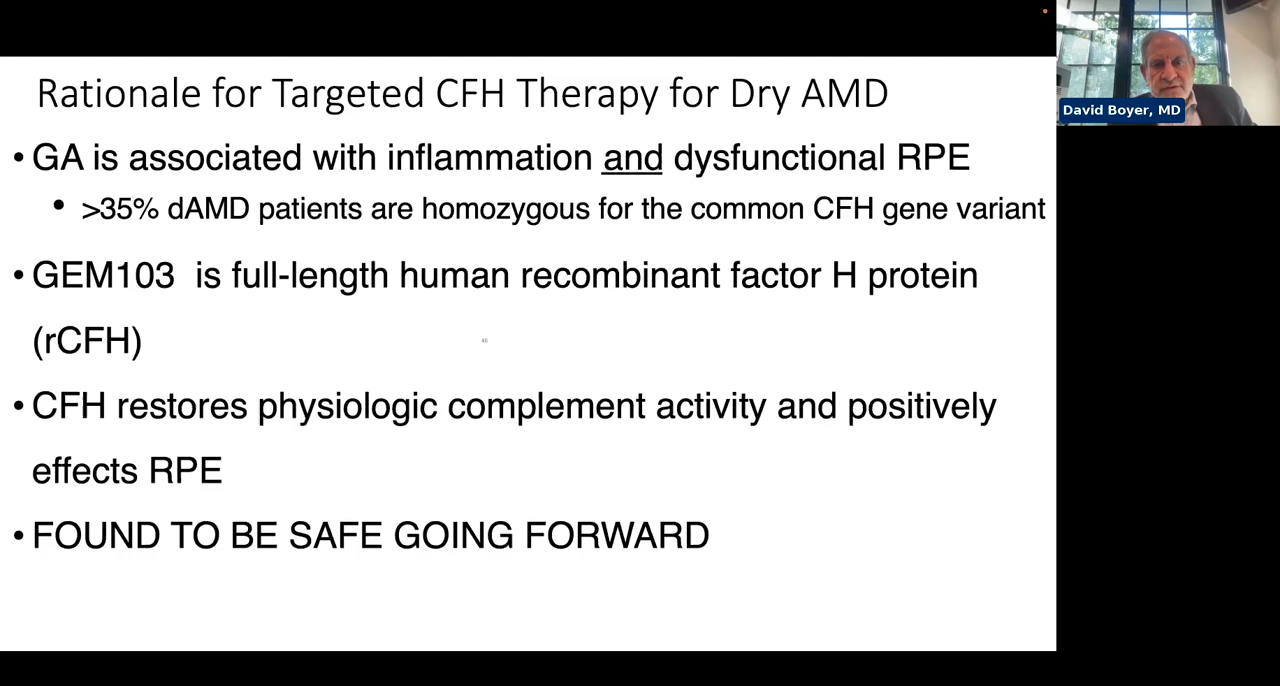 Rationale for Targeted CFH Therapy for Dry AMD
• GA is associated with inflammation and dysfunctional RPE
• >35% dAMD patients are homozygous for the common CFH gene variant
• GEM103 is full-length human recombinant factor H protein
(rCFH)
46
• CFH restores physiologic complement activity and positively
effects RPE
• FOUND TO BE SAFE GOING FORWARD
David Boyer, MD